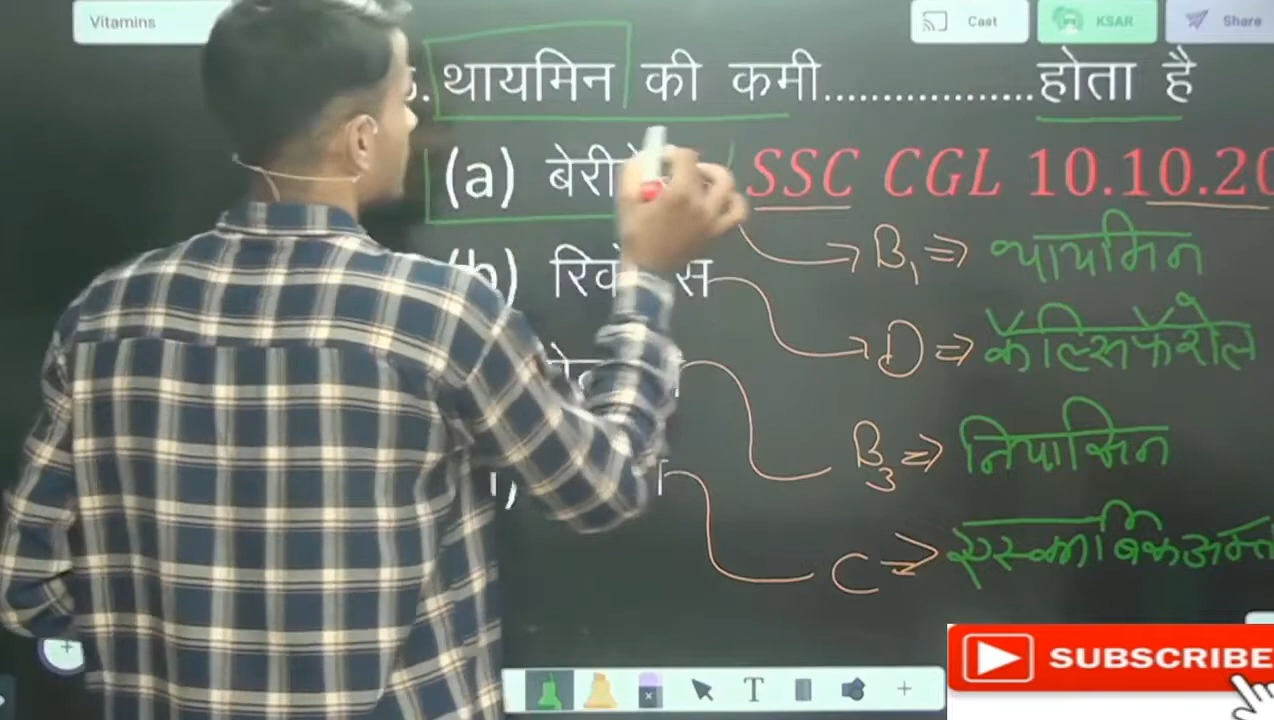 Vitamins
Cast
KSAR
Share
थायमिन की कमी..................होता है
(a) बेरी
SSC CGL 10.10.20
B₁ ⇒ थायमिन
रिके स
D ⇒ कॅल्सिफॅरोल
B₃ ⇒ नियासिन
C → एस्कार्बिक अम्ल
T
SUBSCRIBE